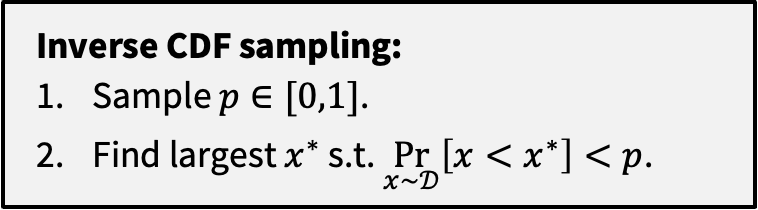 Inverse CDF sampling:
1. Sample p ∈ [0,1].
2. Find largest x* s.t. Pr_{x∼𝒟} [x < x*] < p.